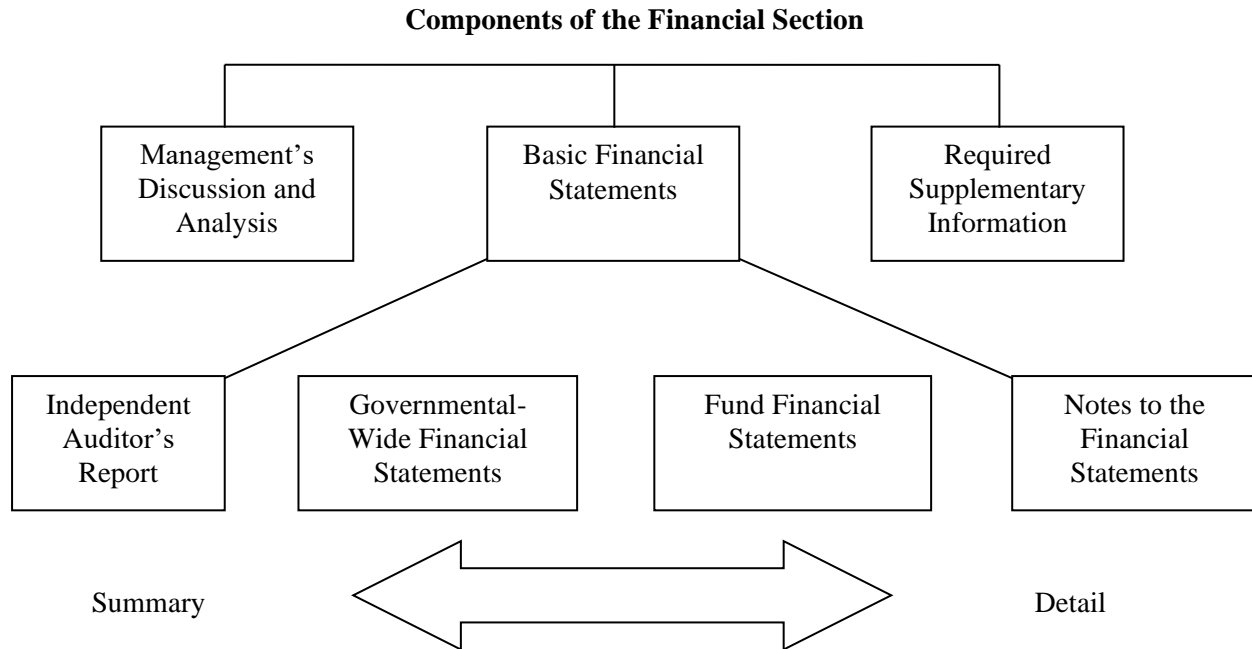 Components of the Financial Section
Management’s
Discussion and
Analysis
Basic Financial
Statements
Required
Supplementary
Information
Independent
Auditor’s
Report
Governmental-
Wide Financial
Statements
Fund Financial
Statements
Notes to the
Financial
Statements
Summary
Detail